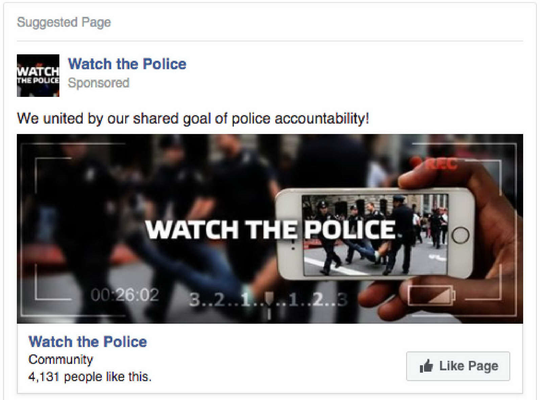 Suggested Page
WATCH
THE POLICE
Watch the Police
Sponsored
We united by our shared goal of police accountability!
REC
WATCH THE POLICE
00:26:02
3..2..1..▼..1..2..3
Watch the Police
Community
4,131 people like this.
Like Page